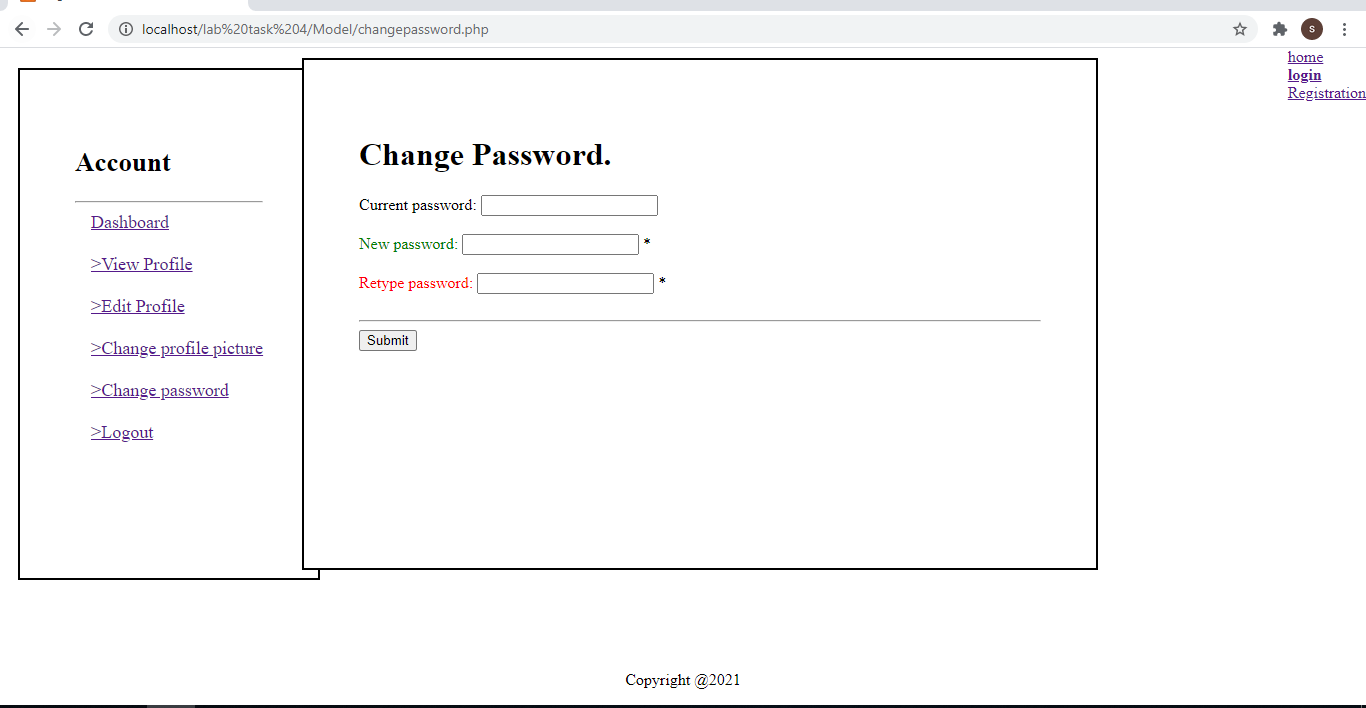 localhost/lab%20task%204/Model/changepassword.php
S
home
login
Registration
Account
Dashboard
>View Profile
>Edit Profile
>Change profile picture
>Change password
>Logout
Change Password.
Current password:
New password: *
Retype password: *
Submit
Copyright @2021